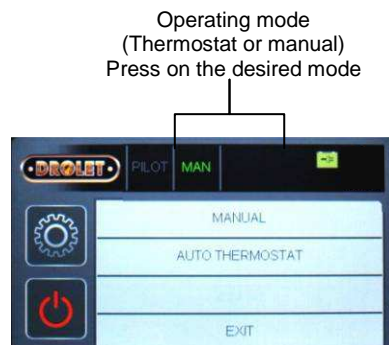 Operating mode
(Thermostat or manual)
Press on the desired mode
DROLET PILOT MAN
MANUAL
AUTO THERMOSTAT
EXIT